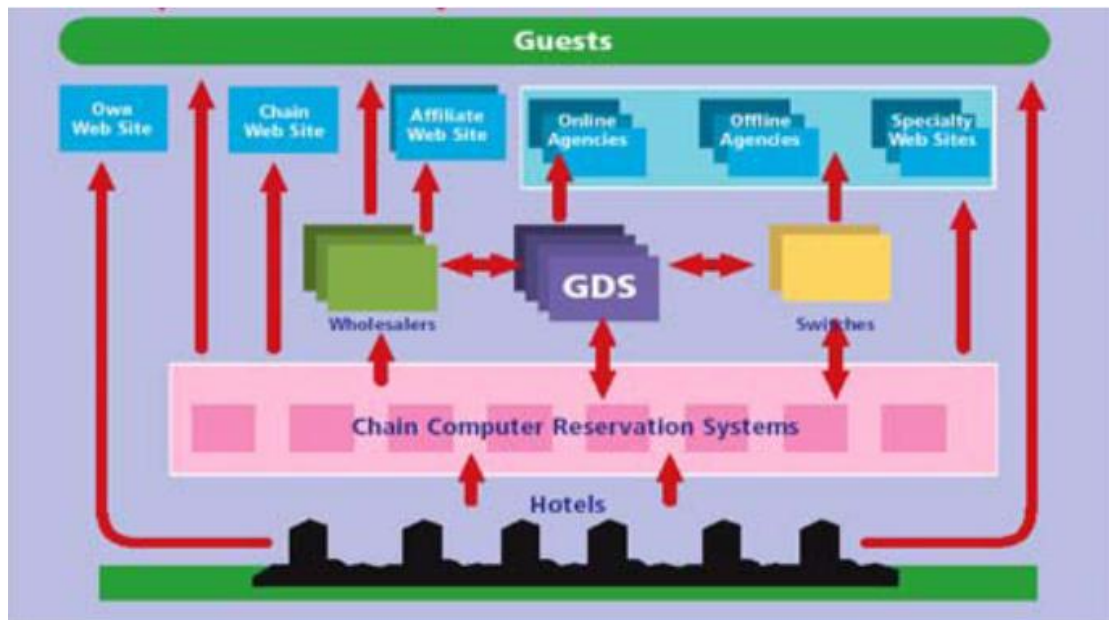 Guests
Own
Web Site
Chain
Web Site
Affiliate
Web Site
Online
Agencies
Offline
Agencies
Specialty
Web Sites
GDS
Wholesalers
Switches
Chain Computer Reservation Systems
Hotels